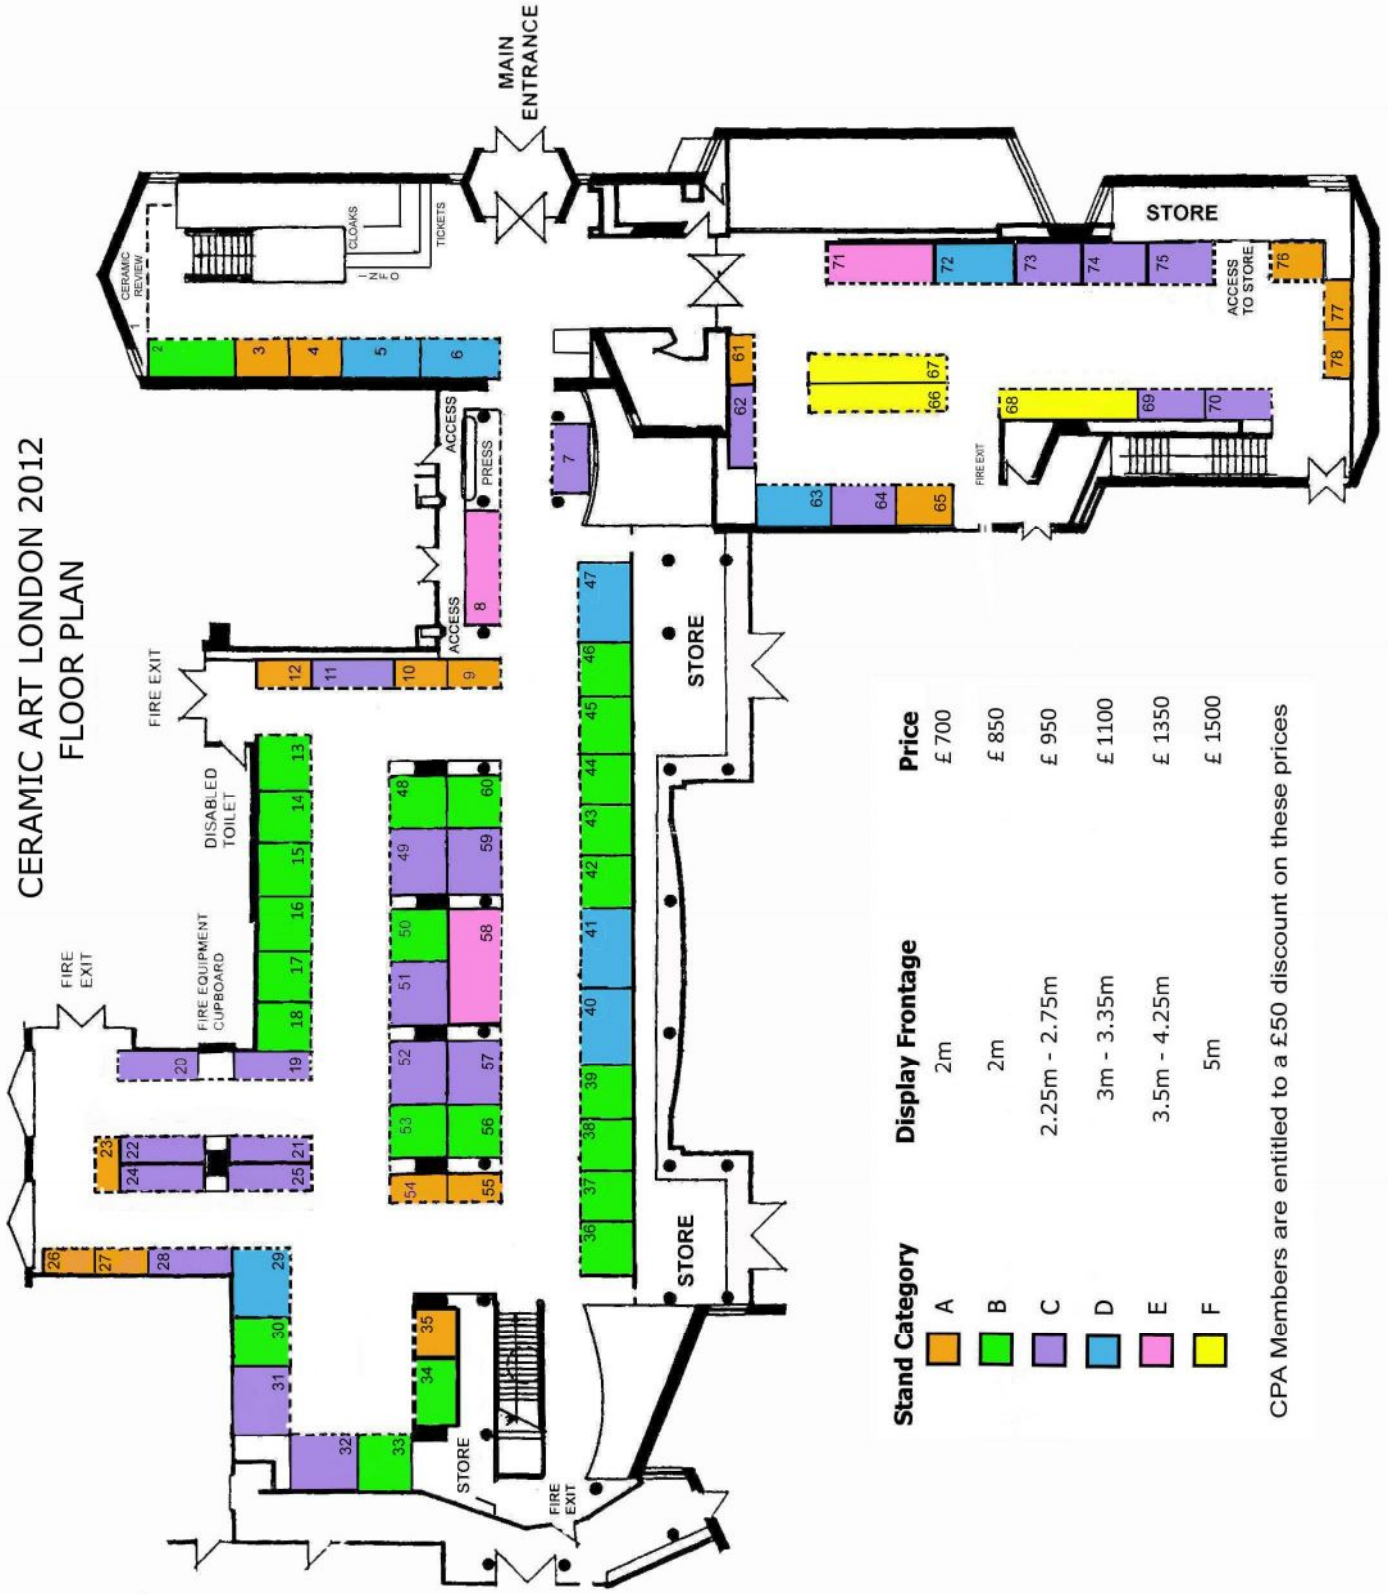 CERAMIC ART LONDON 2012
FLOOR PLAN
MAIN
ENTRANCE
CERAMIC
REVIEW
1
CLOAKS
INFO
TICKETS
2
3
4
5
6
ACCESS
PRESS
7
8
ACCESS
9
10
11
12
FIRE EXIT
13
14
15
16
17
18
DISABLED
TOILET
FIRE EQUIPMENT
CUPBOARD
FIRE
EXIT
19
20
21
22
23
24
25
26
27
28
29
30
31
32
33
34
35
STORE
FIRE
EXIT
36
37
38
39
40
41
42
43
44
45
46
47
STORE
STORE
48
49
50
51
52
53
54
55
56
57
58
59
60
61
62
63
64
65
FIRE EXIT
66
67
68
69
70
71
72
73
74
75
ACCESS
TO STORE
STORE
76
77
78
Stand Category Display Frontage Price
A 2m £ 700
B 2m £ 850
C 2.25m - 2.75m £ 950
D 3m - 3.35m £ 1100
E 3.5m - 4.25m £ 1350
F 5m £ 1500
CPA Members are entitled to a £50 discount on these prices